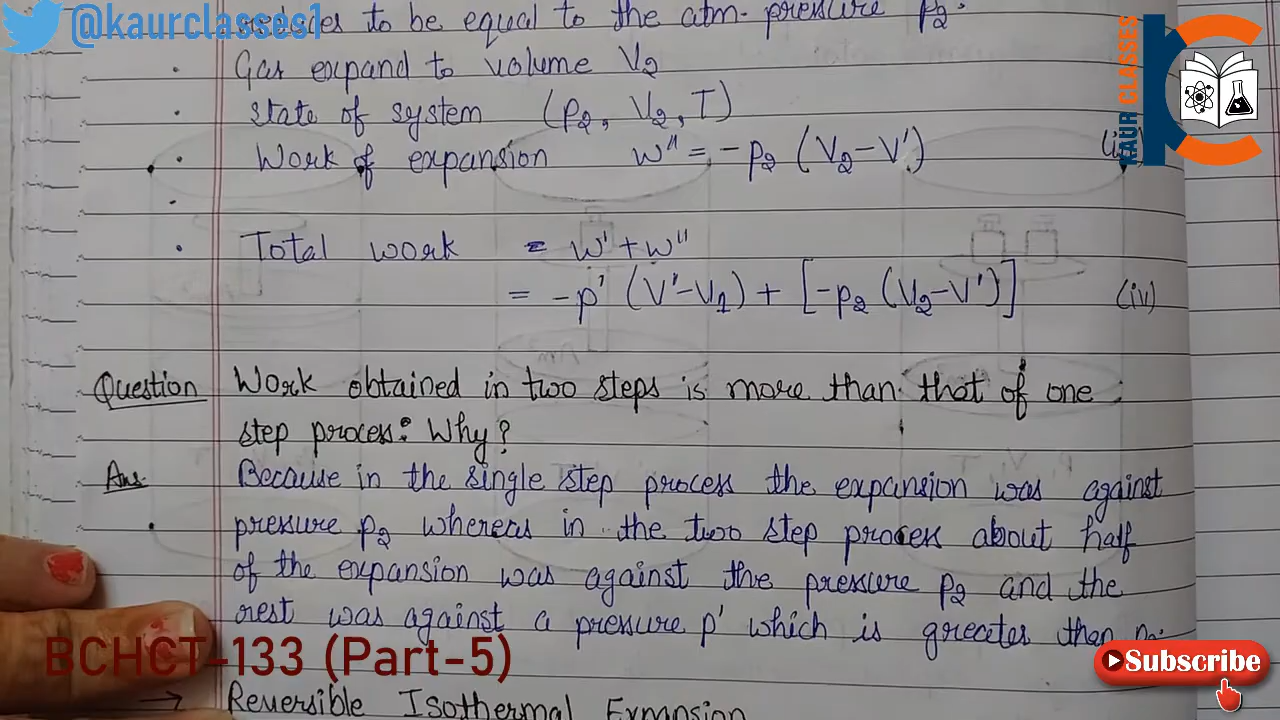 @kaurclasses1
to be equal to the atm. pressure p2.
KAUR CLASSES
Gas expand to volume V2
State of system (p2, V2, T)
Work of expansion w'' = -p2 (V2-V')
Total work = w'+w''
= -p' (V'-V1) + [-p2 (V2-V')] (iv)
Question Work obtained in two steps is more than that of one
step process. Why?
Ans. Because in the single step process the expansion was against
pressure p2 whereas in the two step process about half
of the expansion was against the pressure p2 and the
rest was against a pressure p' which is greater than
BCHCT-133 (Part-5)
Subscribe
→ Reversible Isothermal Expansion